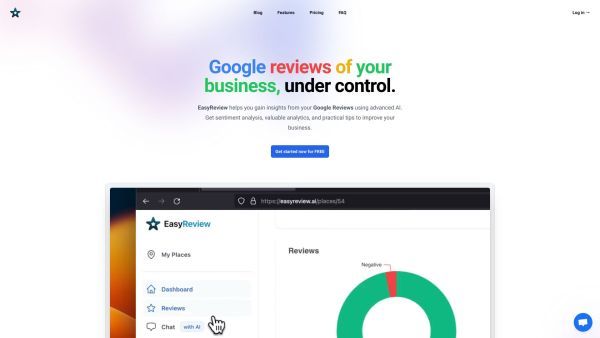 Blog Features Pricing FAQ Log in →
Google reviews of your
business, under control.
EasyReview helps you gain insights from your Google Reviews using advanced AI.
Get sentiment analysis, valuable analytics, and practical tips to improve your
business.
Get started now for FREE!
https://easyreview.ai/places/54
EasyReview
My Places
Dashboard
Reviews
Chat with AI
Reviews
Negative